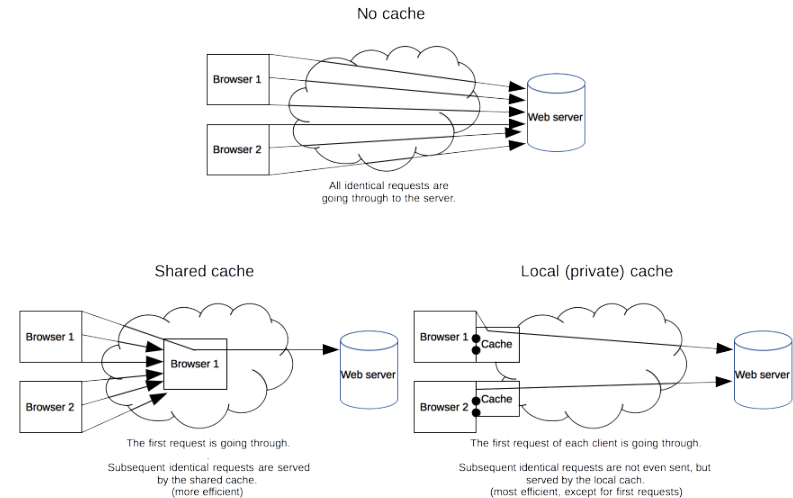 No cache
Browser 1
Browser 2
Web server
All identical requests are
going through to the server.
Shared cache
Browser 1
Browser 2
Browser 1
Web server
The first request is going through.
Subsequent identical requests are served
by the shared cache.
(more efficient)
Local (private) cache
Browser 1
Cache
Browser 2
Cache
Web server
The first request of each client is going through.
Subsequent identical requests are not even sent, but
served by the local cach.
(most efficient, except for first requests)